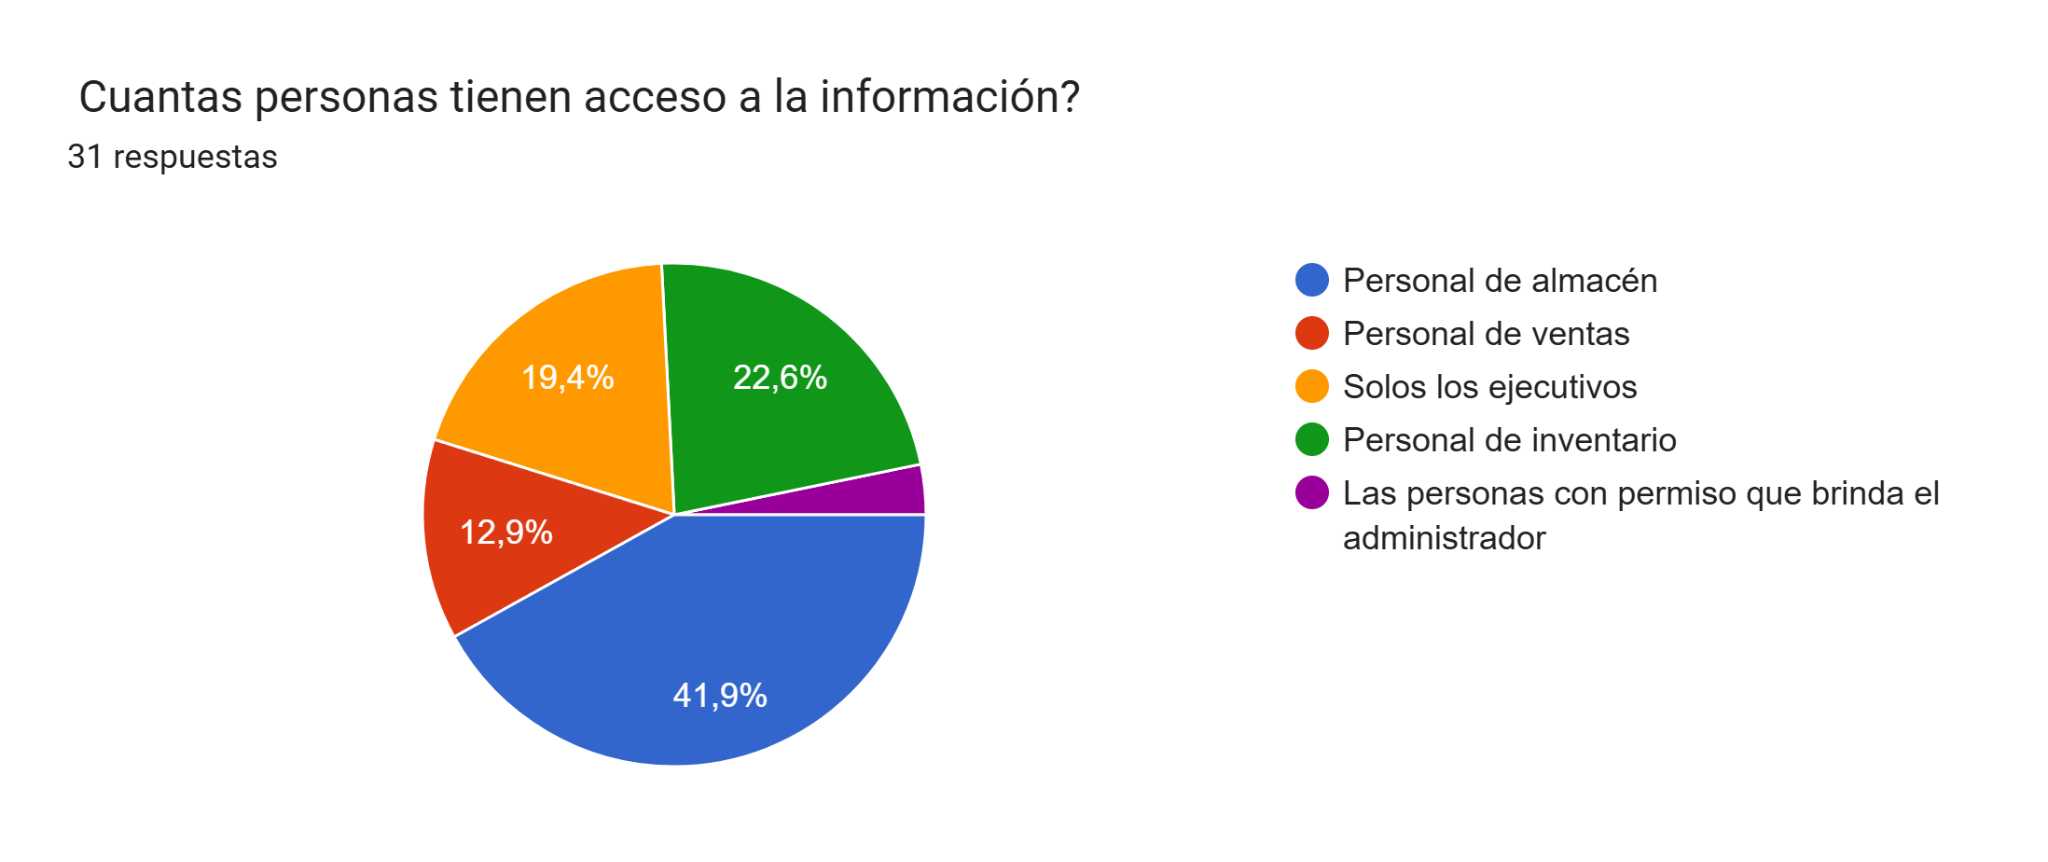 Cuantas personas tienen acceso a la información?
31 respuestas
19,4%
22,6%
12,9%
41,9%
Personal de almacén
Personal de ventas
Solos los ejecutivos
Personal de inventario
Las personas con permiso que brinda el
administrador